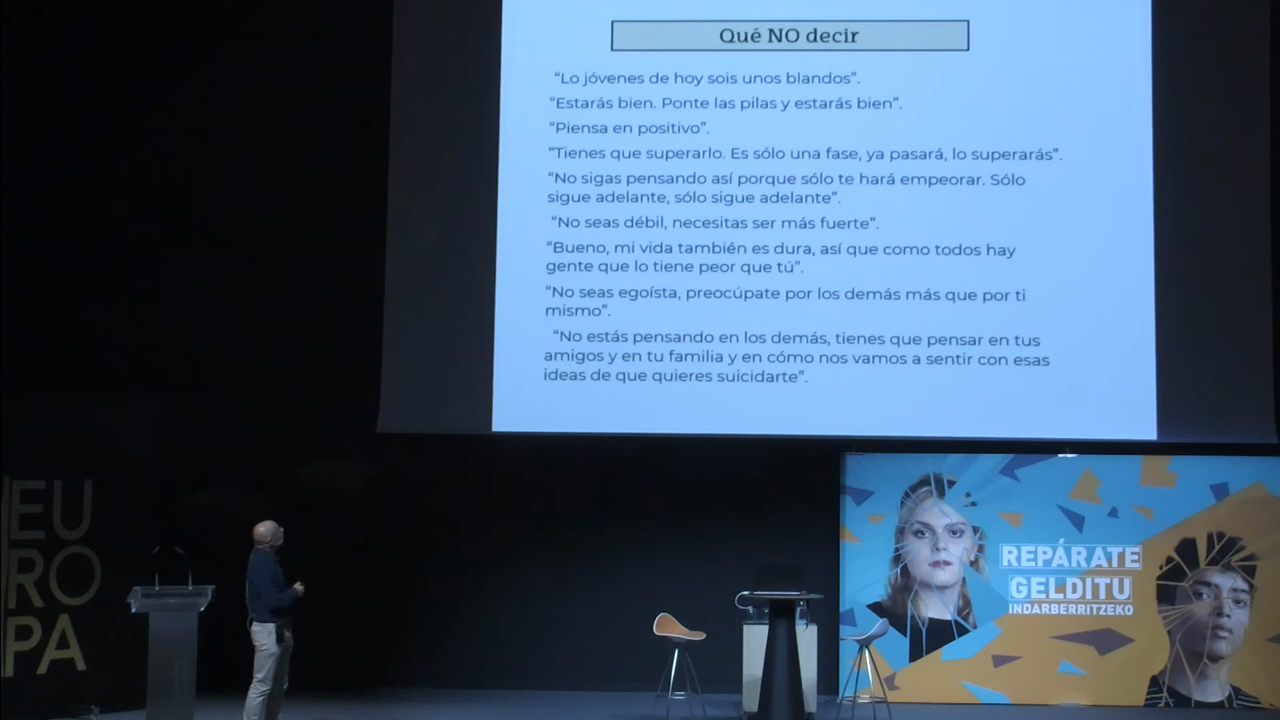 Qué NO decir
“Lo jóvenes de hoy sois unos blandos”.
“Estarás bien. Ponte las pilas y estarás bien”.
“Piensa en positivo”.
“Tienes que superarlo. Es sólo una fase, ya pasará, lo superarás”.
“No sigas pensando así porque sólo te hará empeorar. Sólo
sigue adelante, sólo sigue adelante”.
“No seas débil, necesitas ser más fuerte”.
“Bueno, mi vida también es dura, así que como todos hay
gente que lo tiene peor que tú”.
“No seas egoísta, preocúpate por los demás más que por ti
mismo”.
“No estás pensando en los demás, tienes que pensar en tus
amigos y en tu familia y en cómo nos vamos a sentir con esas
ideas de que quieres suicidarte”.
EU
RO
PA
REPÁRATE
GELDITU
INDARBERRITZEKO